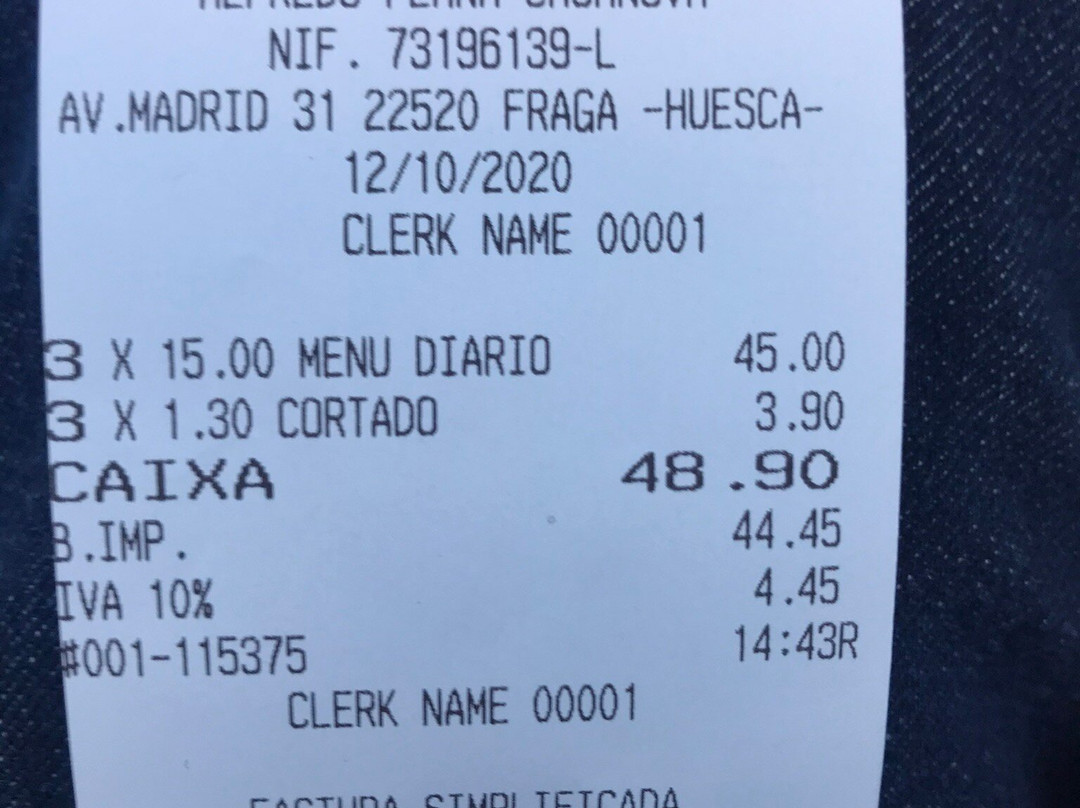 NIF. 73196139-L
AV.MADRID 31 22520 FRAGA -HUESCA-
12/10/2020
CLERK NAME 00001
3 X 15.00 MENU DIARIO 45.00
3 X 1.30 CORTADO 3.90
CAIXA 48.90
B.IMP. 44.45
IVA 10% 4.45
#001-115375 14:43R
CLERK NAME 00001
FACTURA SIMPLIFICADA